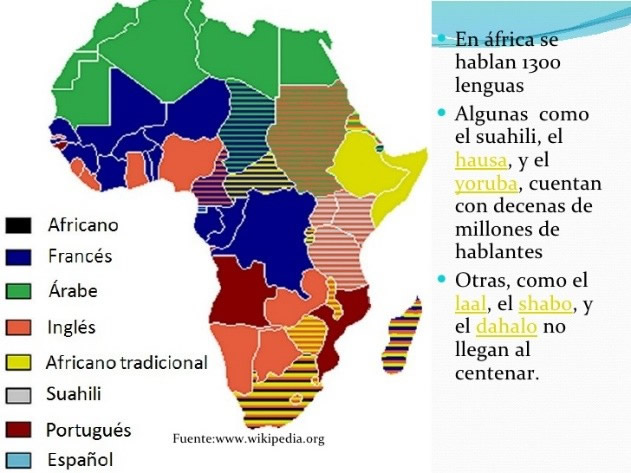 Africano
Francés
Árabe
Inglés
Africano tradicional
Suahili
Portugués
Español
Fuente:www.wikipedia.org
En áfrica se
hablan 1300
lenguas
Algunas como
el suahili, el
hausa, y el
yoruba, cuentan
con decenas de
millones de
hablantes
Otras, como el
laal, el shabo, y
el dahalo no
llegan al
centenar.